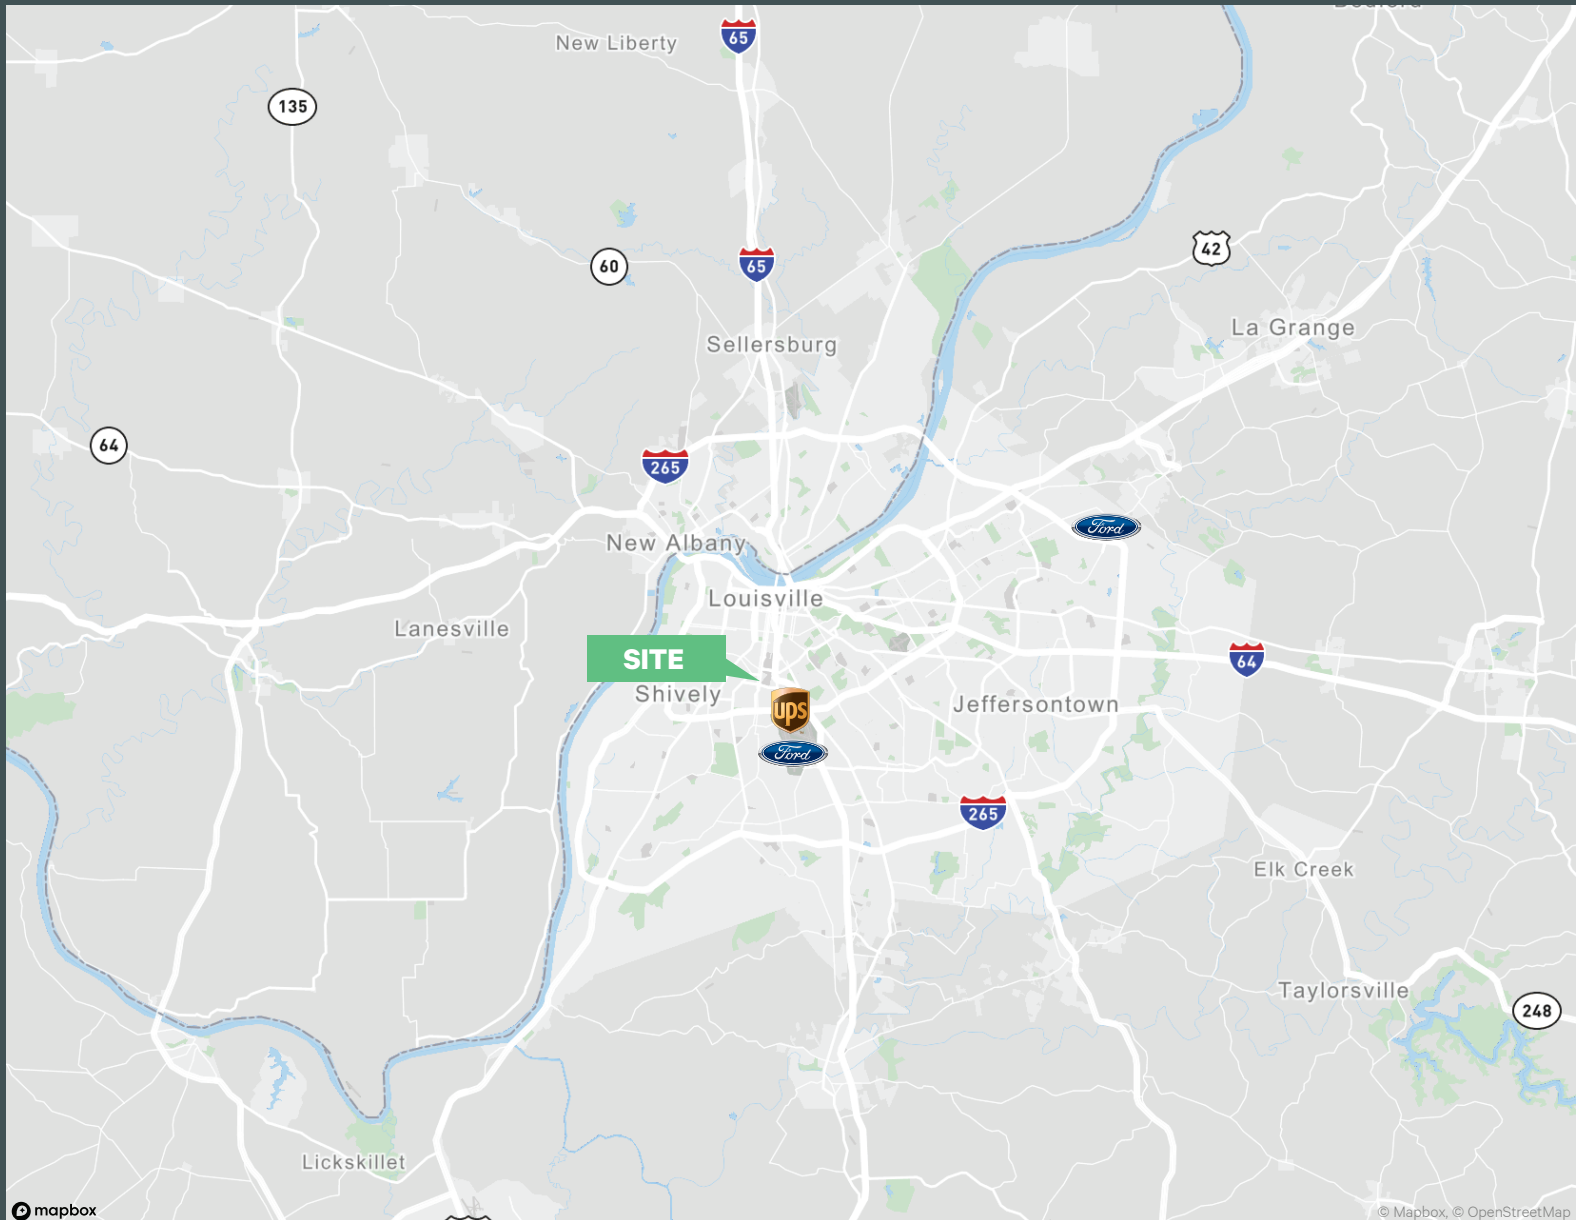 Bedford
New Liberty
65
135
42
60
65
La Grange
Sellersburg
64
265
Ford
New Albany
Louisville
Lanesville
SITE
64
Shively
Jeffersontown
ups
Ford
265
Elk Creek
Taylorsville
248
Lickskillet
mapbox
© Mapbox, © OpenStreetMap